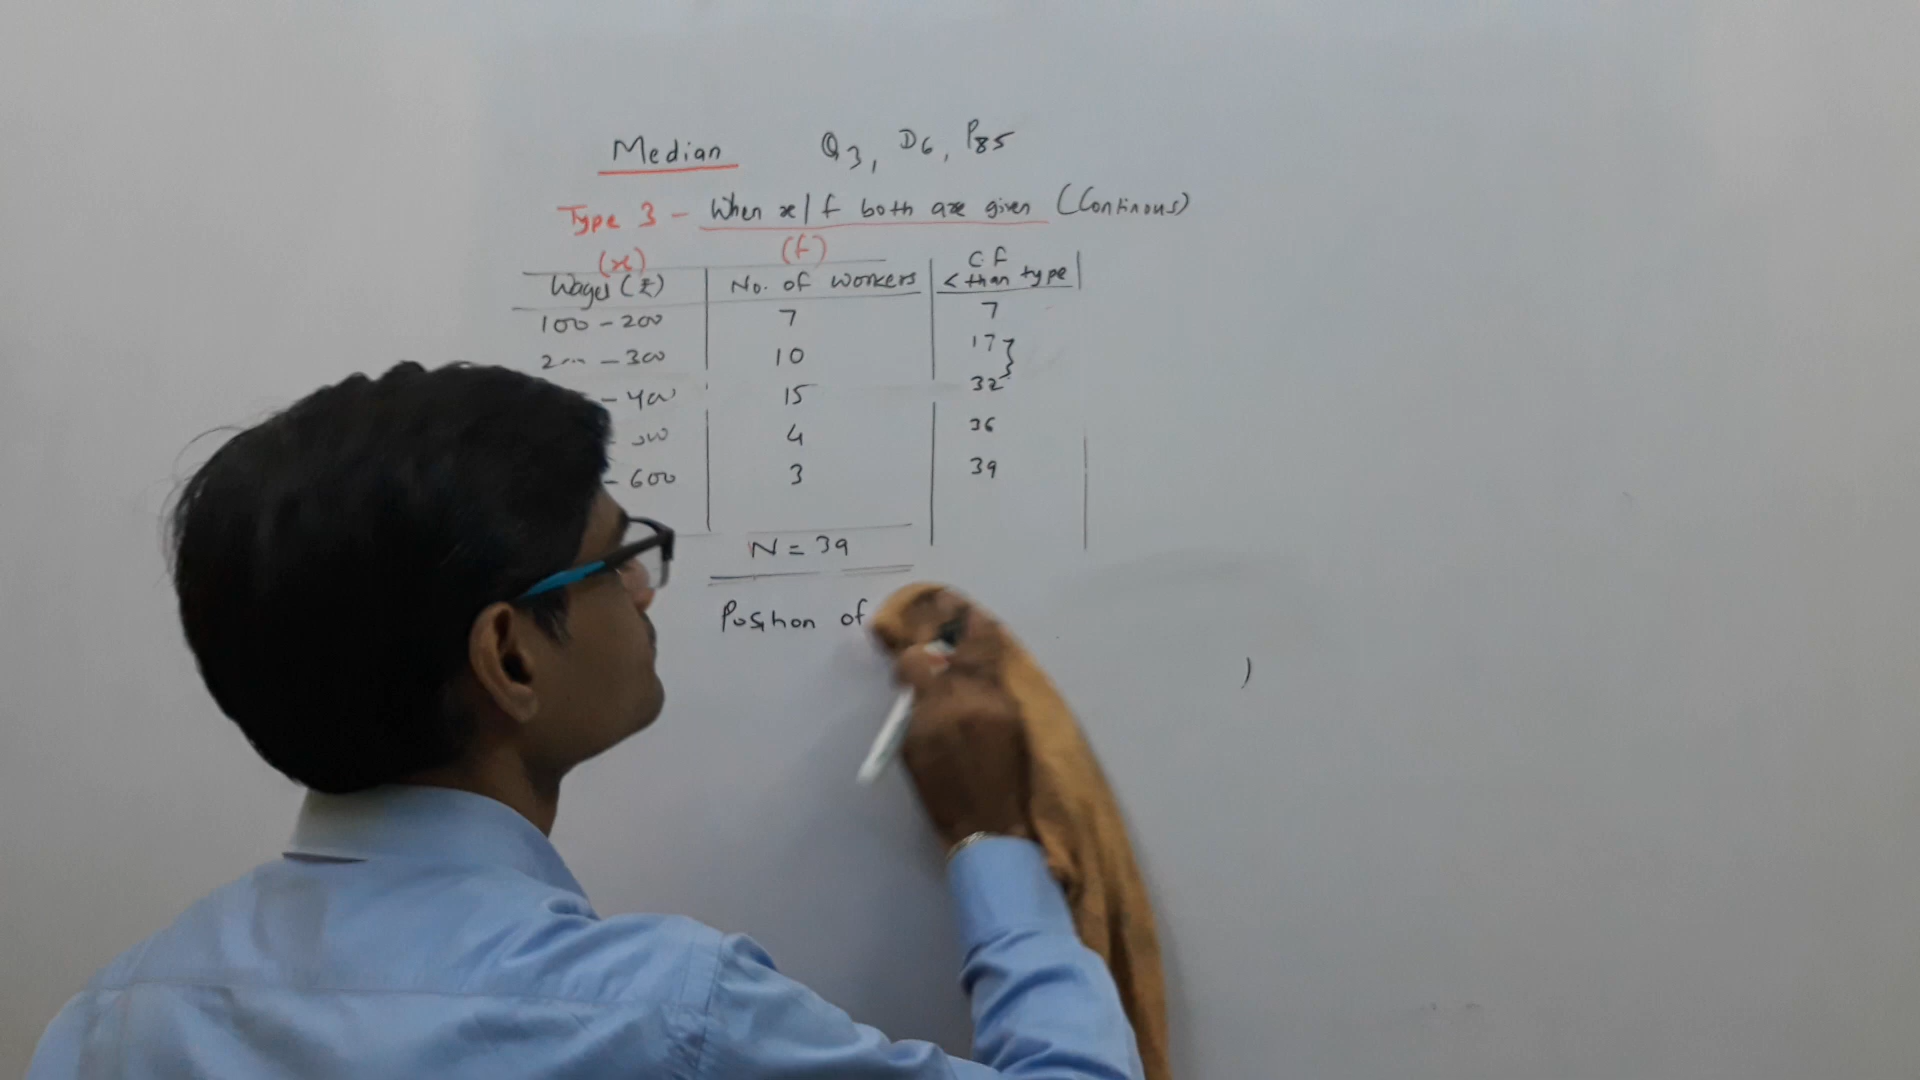 Median Q3, D6, P85
Type 3 - When x/f both are given (Continous)
(x) (f) C.F
Wages (₹) No. of workers < than type
100 - 200 7 7
- 300 10 17
- 400 15 32
4 36
- 600 3 39
N = 39
Position of
)